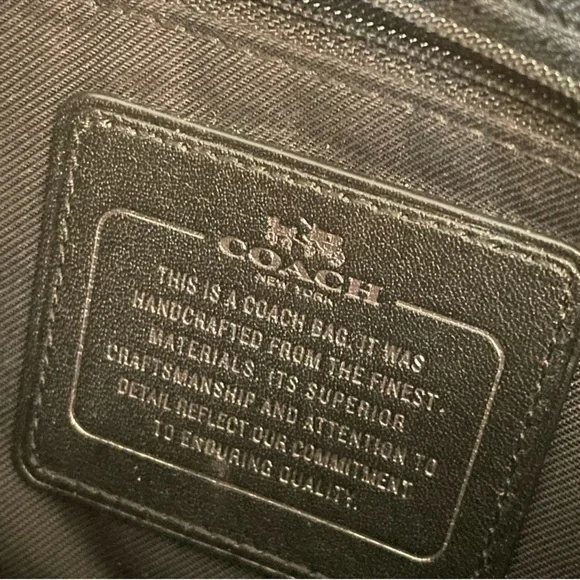 COACH
NEW YORK
THIS IS A COACH BAG. IT WAS
HANDCRAFTED FROM THE FINEST
MATERIALS. ITS SUPERIOR
CRAFTSMANSHIP AND ATTENTION TO
DETAIL REFLECT OUR COMMITMENT
TO ENDURING QUALITY.